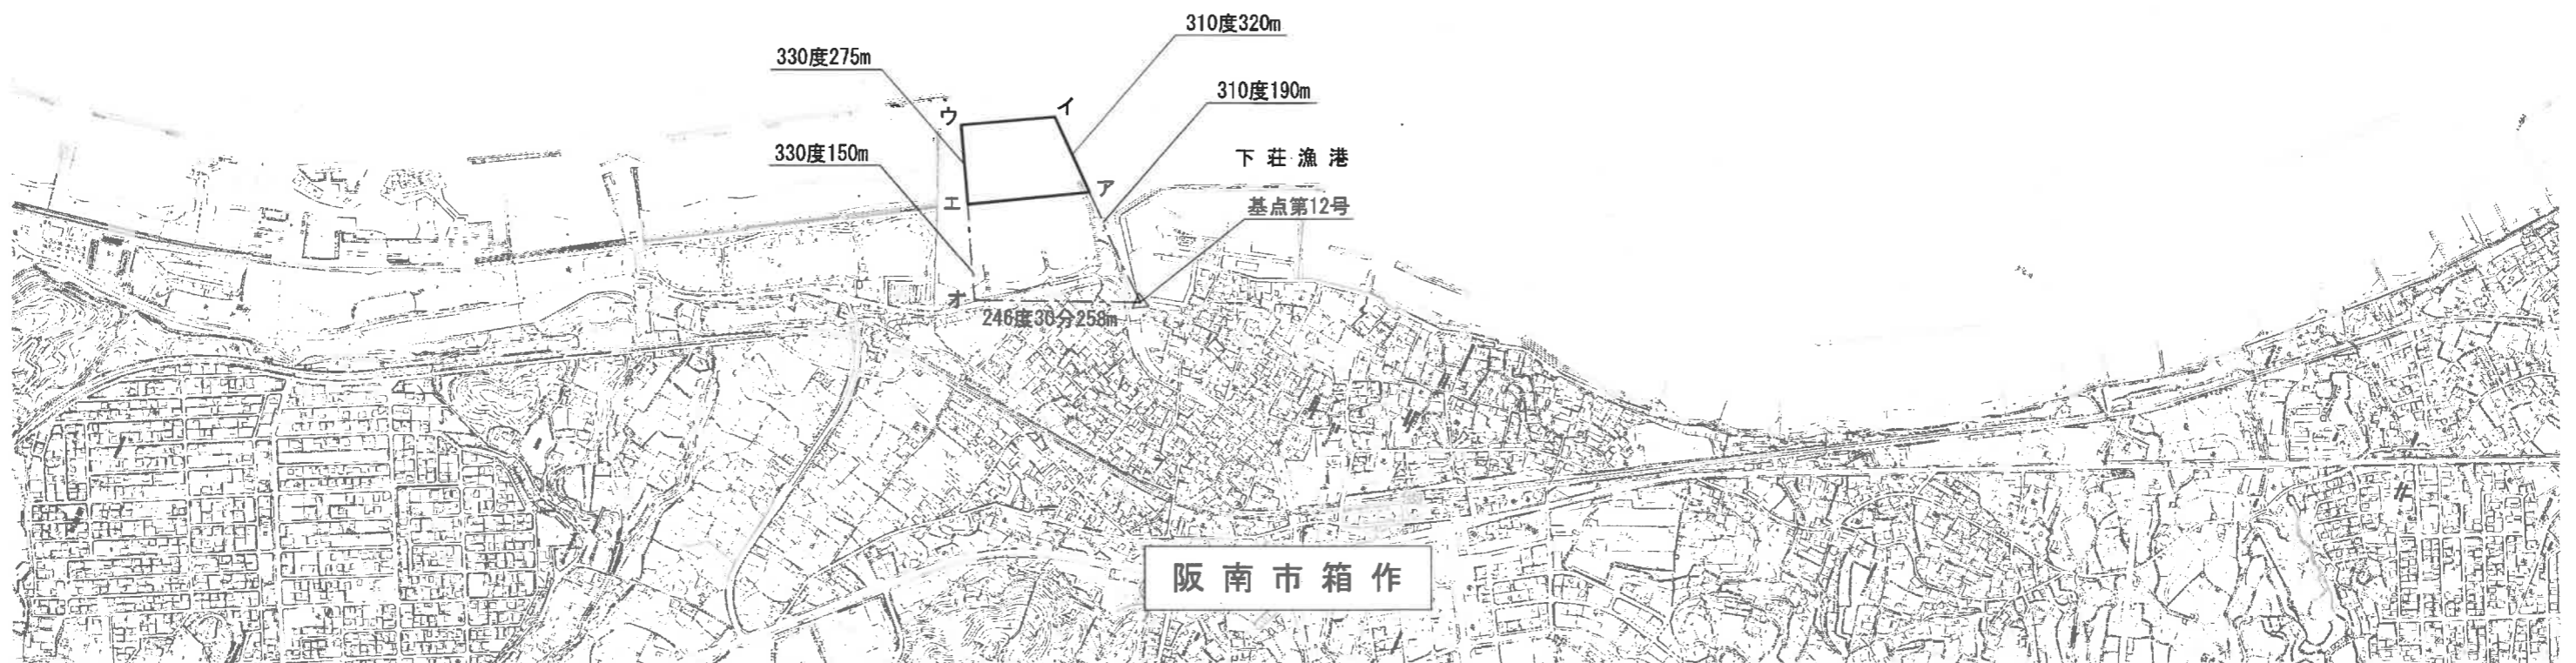 310度320m
330度275m
310度190m
イ
ウ
330度150m
下荘漁港
ア
エ
基点第12号
オ
246度30分258m
阪南市箱作